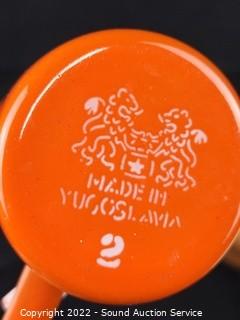 MADE IN
YUGOSLAVIA
2
Copyright 2022 - Sound Auction Service